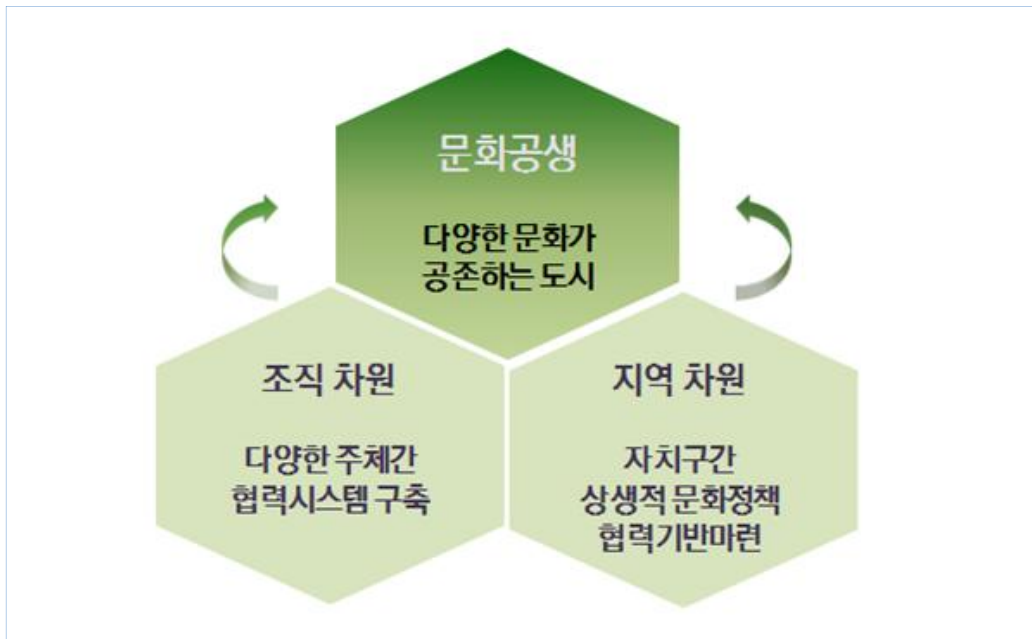 문화공생
다양한 문화가
공존하는 도시
조직 차원
다양한 주체간
협력시스템 구축
지역 차원
자치구간
상생적 문화정책
협력기반마련